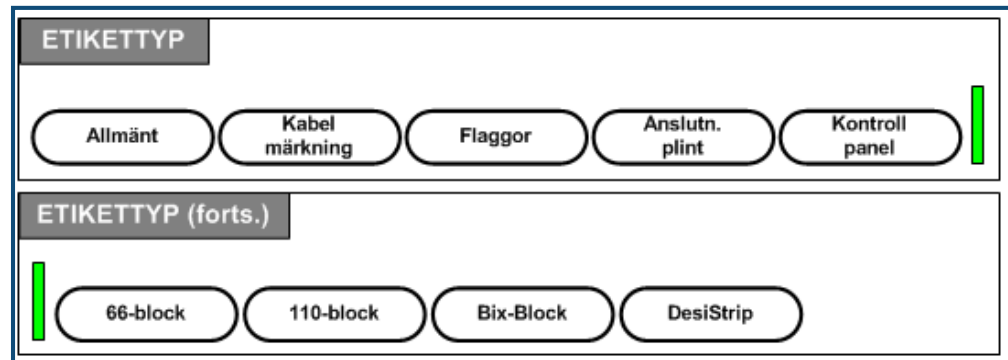 ETIKETTYP
Allmänt
Kabel
märkning
Flaggor
Anslutn.
plint
Kontroll
panel
ETIKETTYP (forts.)
66-block
110-block
Bix-Block
DesiStrip